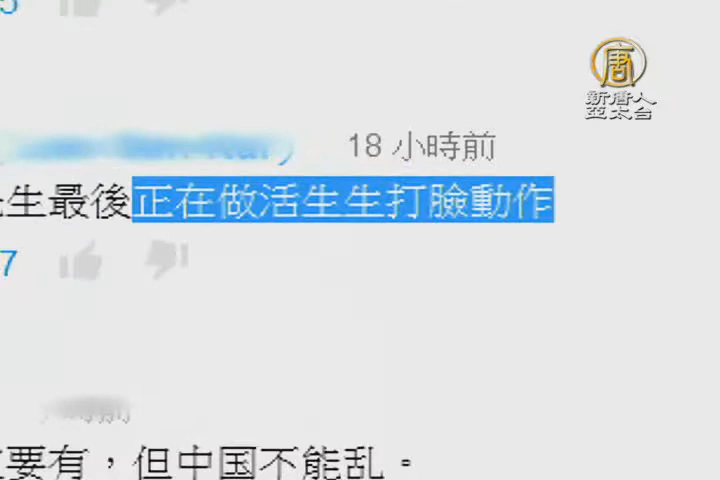 唐
新唐人
亞太台
18 小時前
生最後正在做活生生打臉動作
7
要有，但中国不能乱。